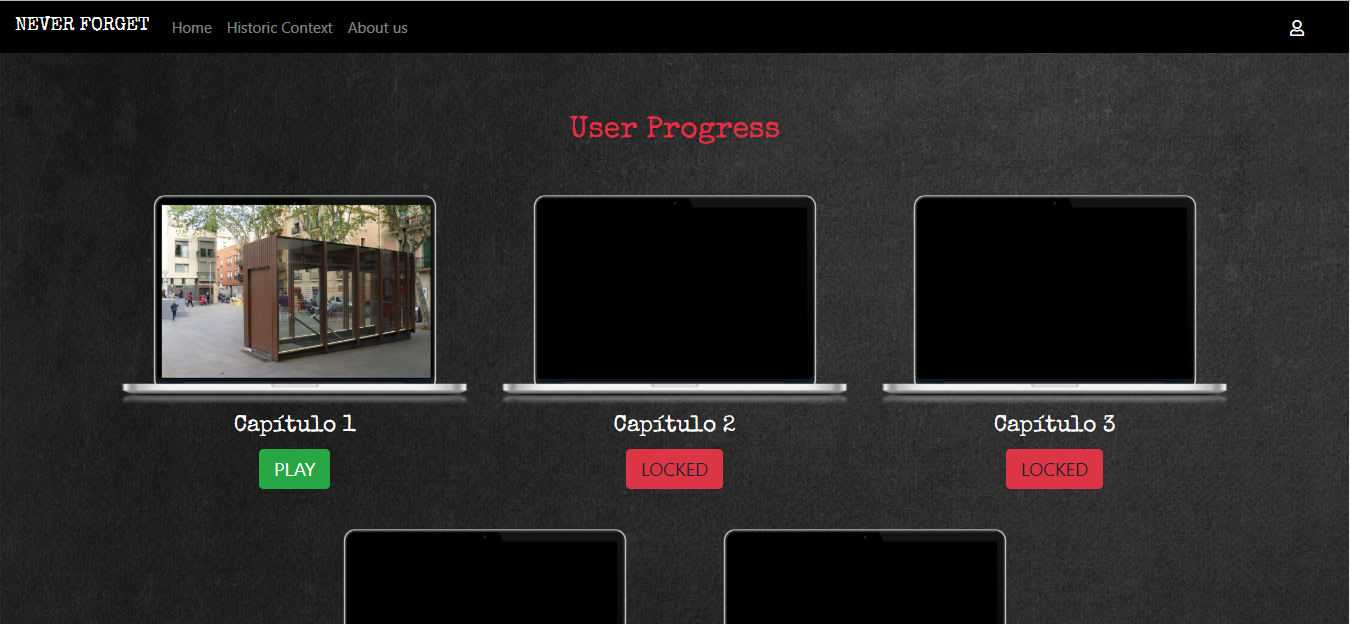 NEVER FORGET Home Historic Context About us
User Progress
Capítulo 1 Capítulo 2 Capítulo 3
PLAY LOCKED LOCKED